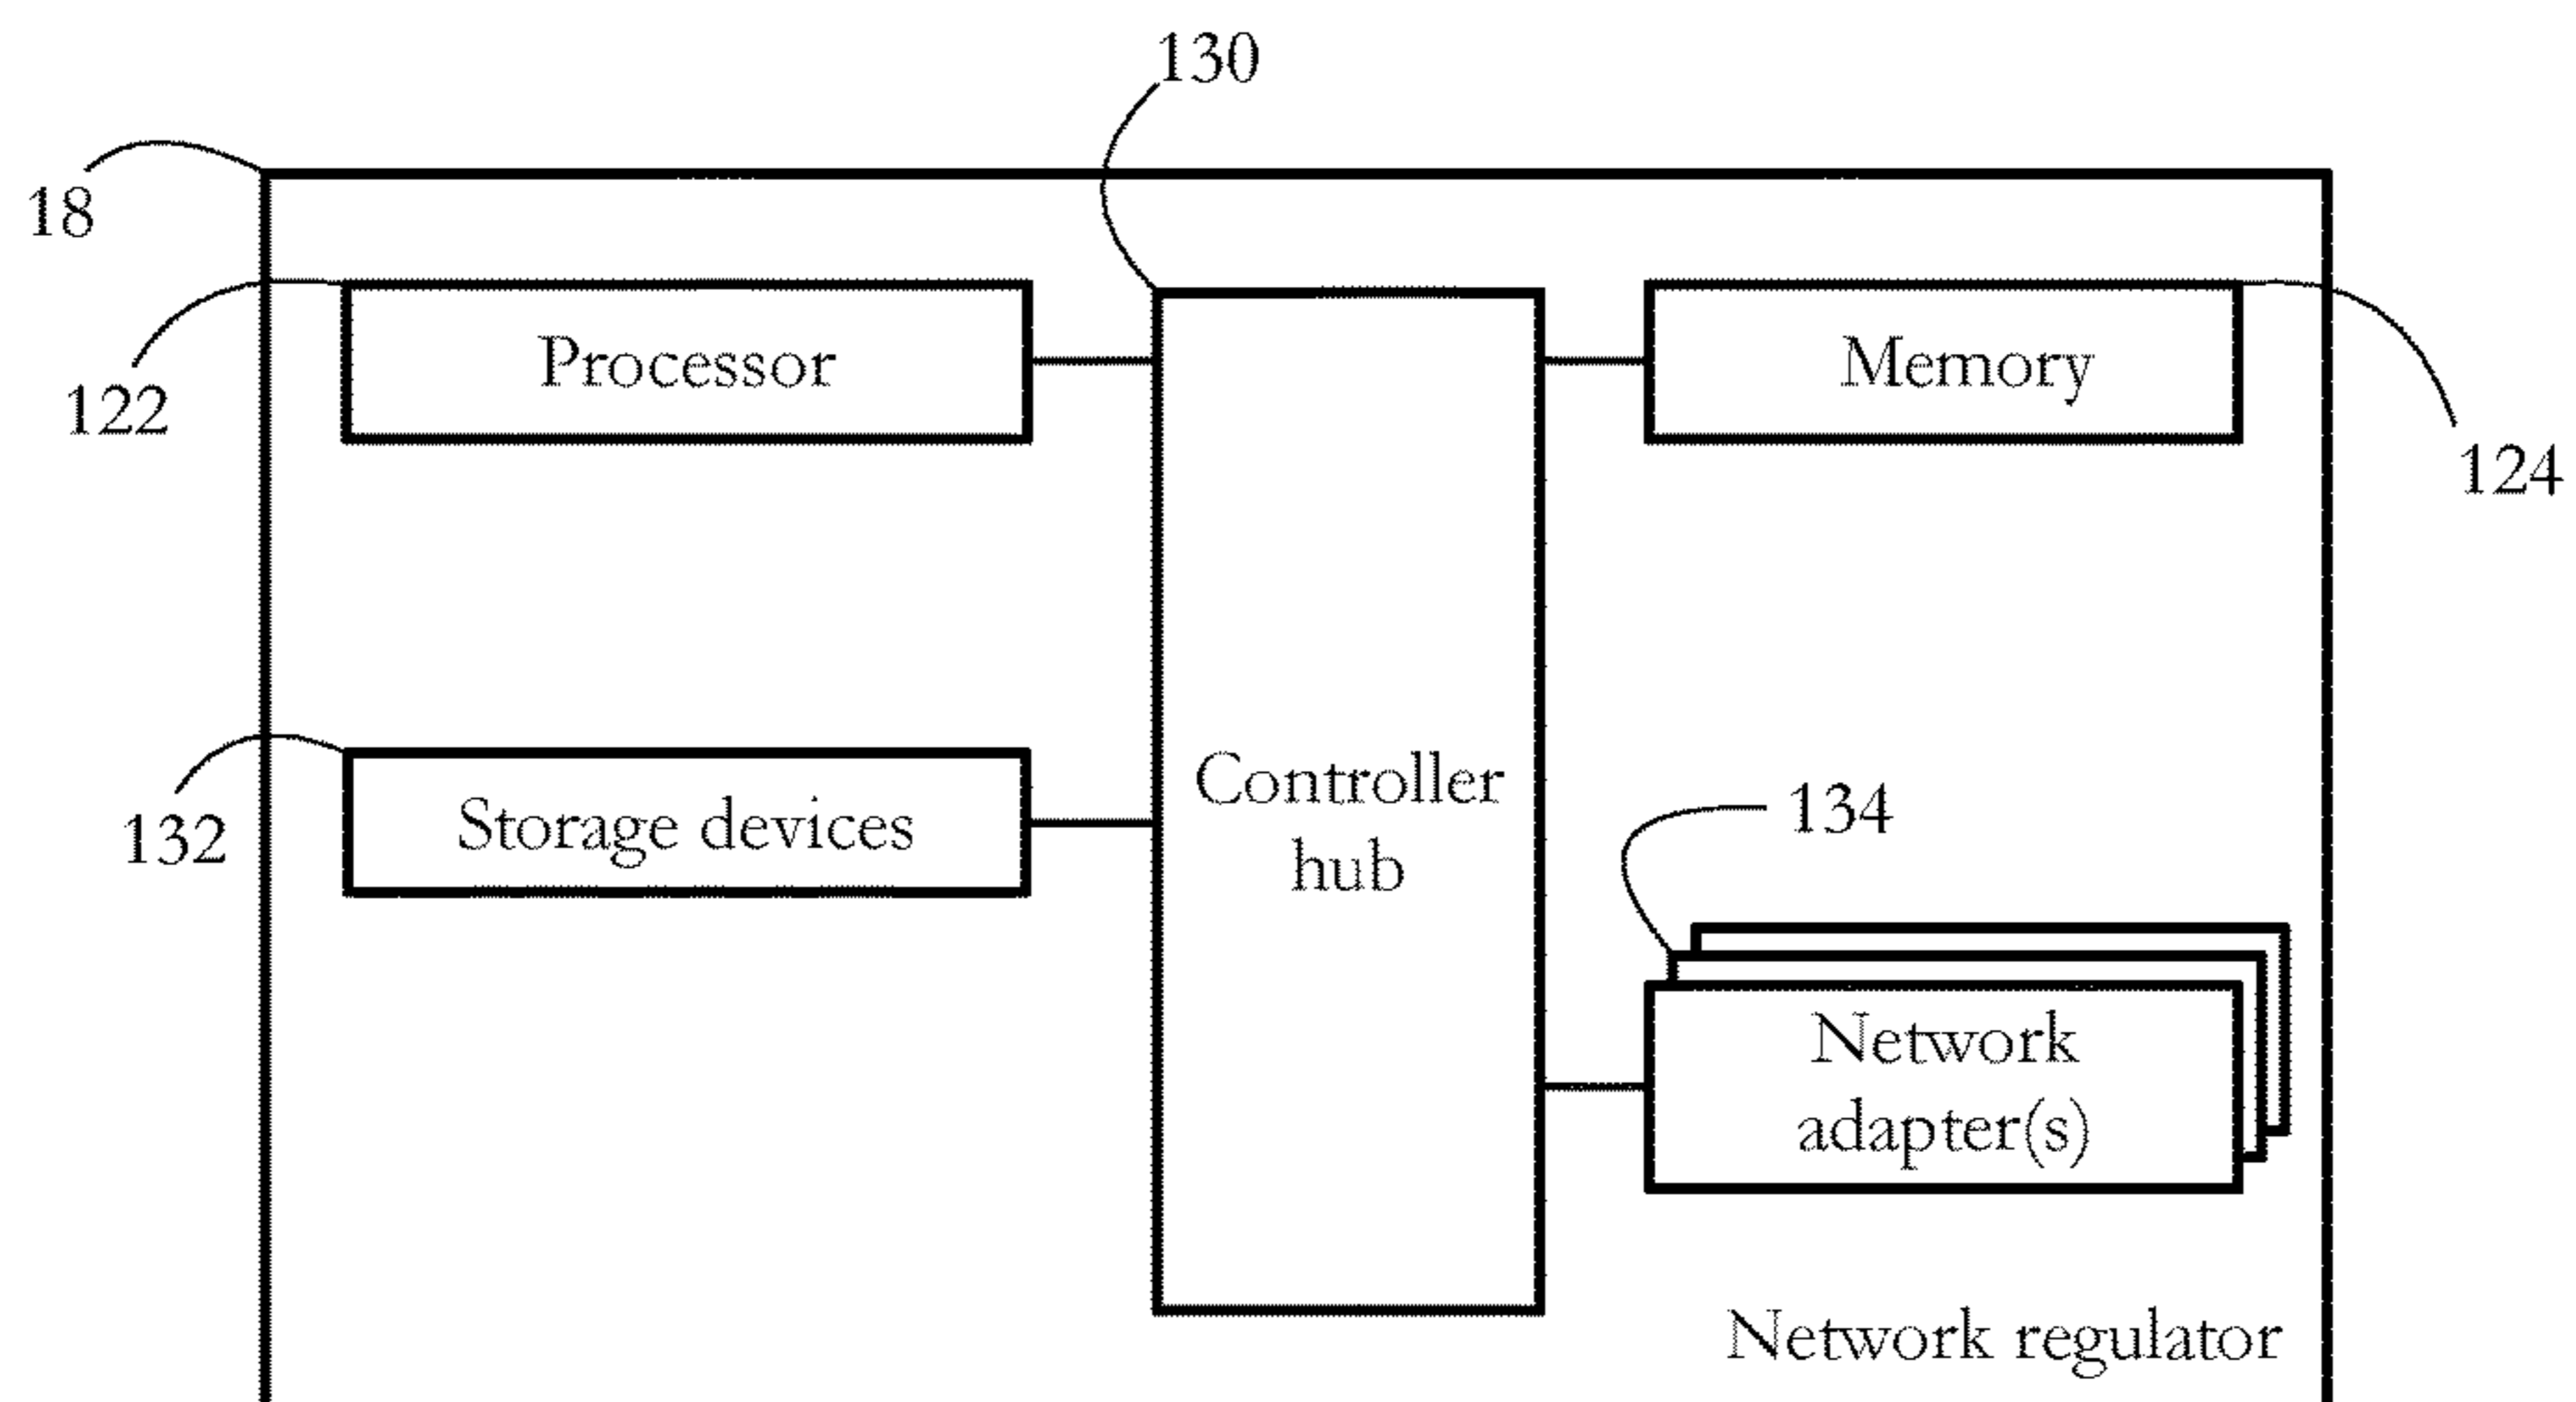 130
18
Processor
Memory
122
124
Controller
hub
Storage devices
132
134
Network
adapter(s)
Network regulator